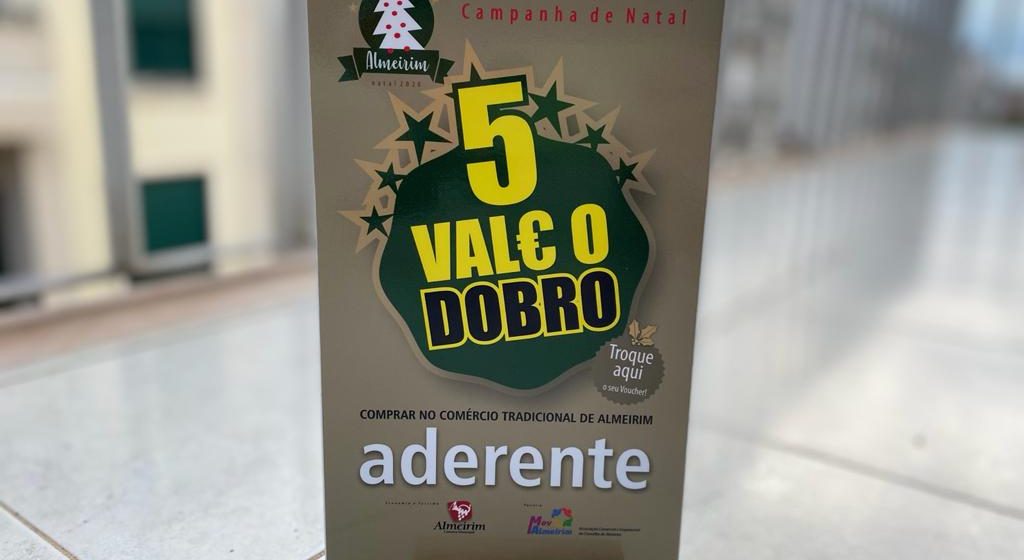 Campanha de Natal
Almeirim
natal 2020
5
VAL€ O
DOBRO
Troque
aqui
o seu Voucher!
COMPRAR NO COMÉRCIO TRADICIONAL DE ALMEIRIM
aderente
Almeirim
Mov
Almeirim